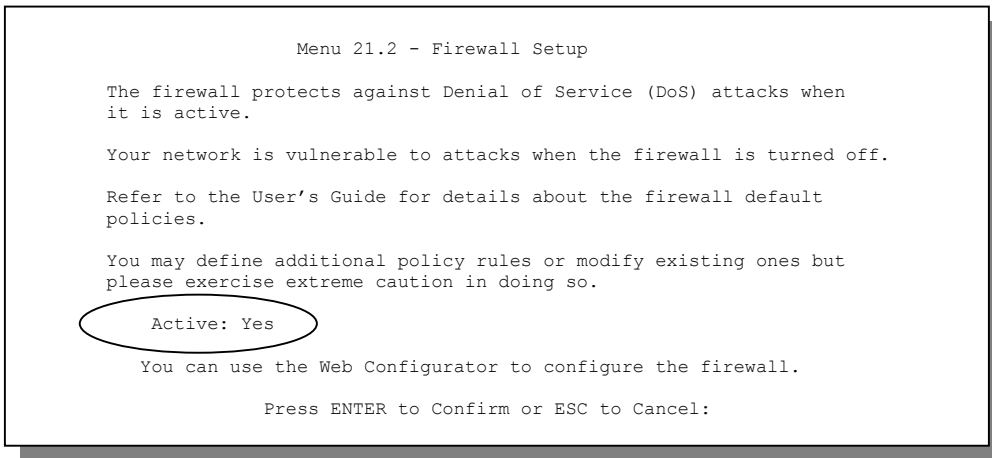 Menu 21.2 - Firewall Setup
The firewall protects against Denial of Service (DoS) attacks when
it is active.
Your network is vulnerable to attacks when the firewall is turned off.
Refer to the User’s Guide for details about the firewall default
policies.
You may define additional policy rules or modify existing ones but
please exercise extreme caution in doing so.
Active: Yes
You can use the Web Configurator to configure the firewall.
Press ENTER to Confirm or ESC to Cancel: